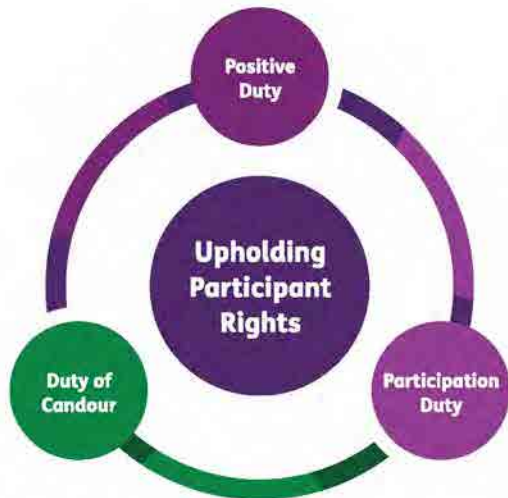 Positive
Duty
Upholding
Participant
Rights
Duty of
Candour
Participation
Duty